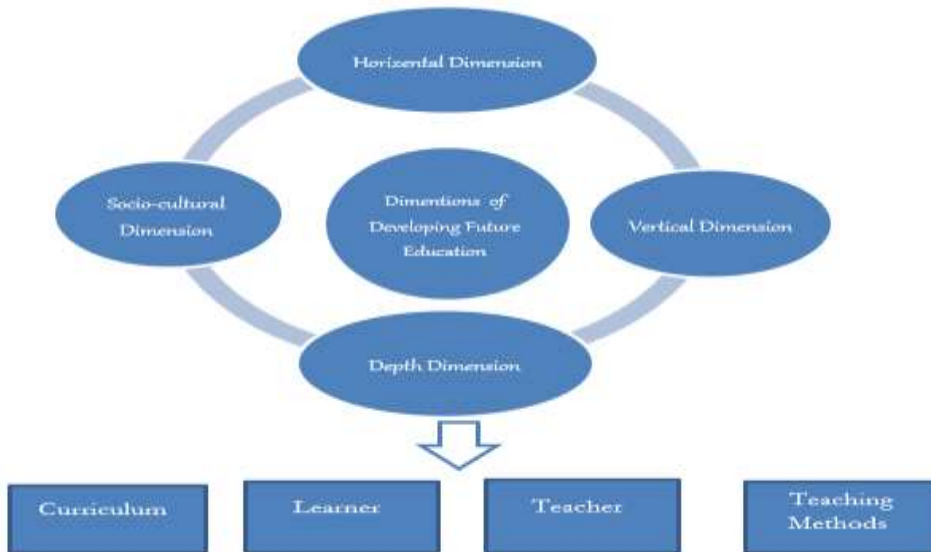 Horizental Dimension
Socio-cultural
Dimension
Dimentions of
Developing Future
Education
Vertical Dimension
Depth Dimension
Curriculum
Learner
Teacher
Teaching
Methods